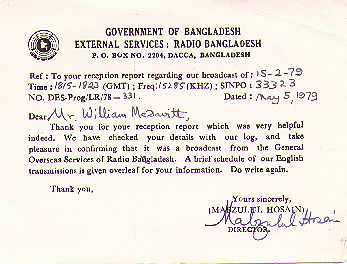 GOVERNMENT OF BANGLADESH
EXTERNAL SERVICES : RADIO BANGLADESH
P. O. BOX NO. 2204, DACCA, BANGLADESH
Ref : To your reception report regarding our broadcast of : 15-2-79
Time : 1815-1823 (GMT) ; Freq: 15285 (KHZ) ; SINPO : 33323
NO. DES-Prog/LR/78-331. Dated : May 5, 1979
Dear Mr. William McDavitt,
Thank you for your reception report which was very helpful
indeed. We have checked your details with our log, and take
pleasure in confirming that it was a broadcast from the General
Overseas Services of Radio Bangladesh. A brief schedule of our English
transmissions is given overleaf for your information. Do write again.
Thank you,
Yours sincerely,
(MAFZULUL HOSAIN)
DIRECTOR.